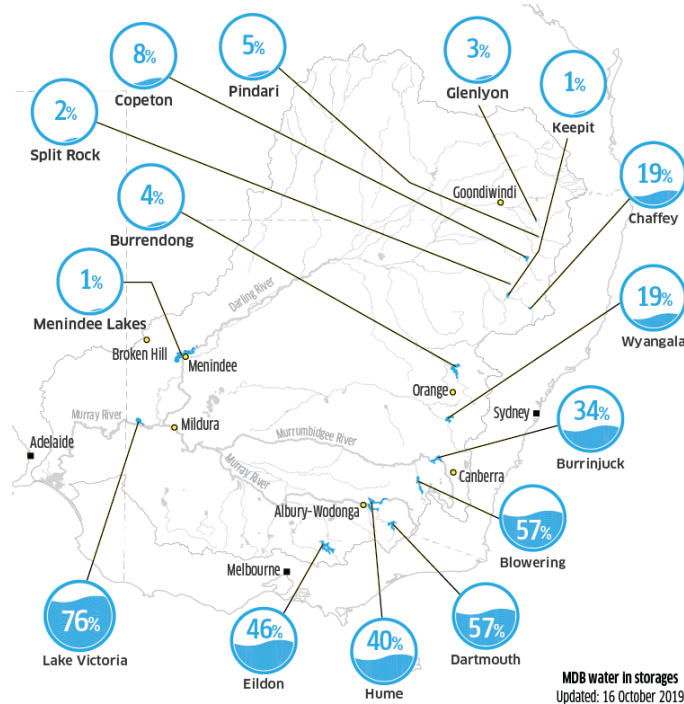 8%
Copeton
5%
Pindari
3%
Glenlyon
1%
Keepit
2%
Split Rock
4%
Burrendong
Goondiwindi
19%
Chaffey
1%
Menindee Lakes
Darling River
19%
Wyangala
Broken Hill
Menindee
Orange
Sydney
Murray River
Mildura
Murrumbidgee River
34%
Burrinjuck
Adelaide
Murray River
Canberra
Albury-Wodonga
57%
Blowering
Melbourne
76%
Lake Victoria
46%
Eildon
40%
Hume
57%
Dartmouth
MDB water in storages
Updated: 16 October 2019